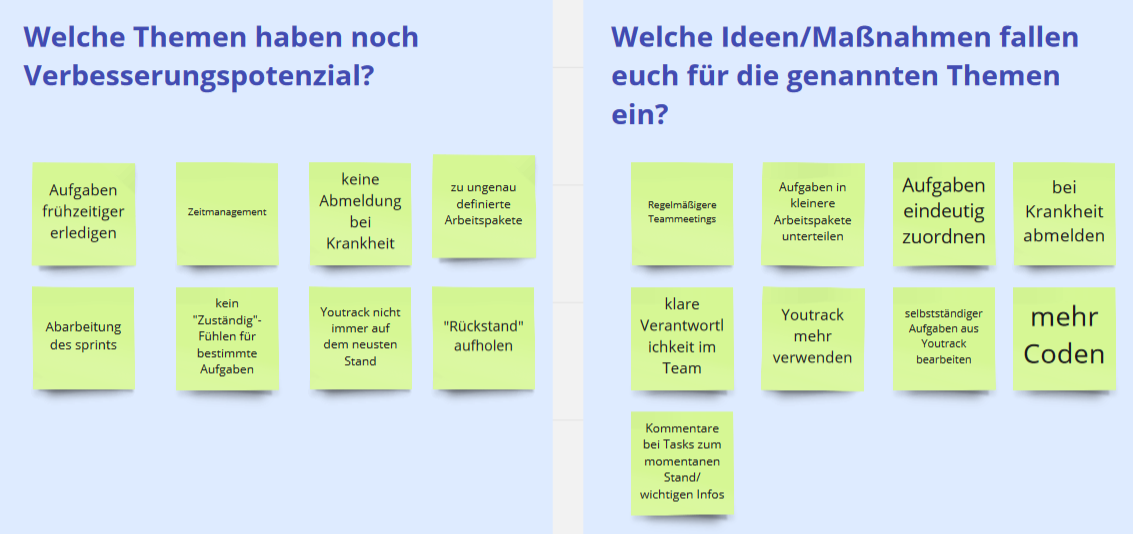 Welche Themen haben noch
Verbesserungspotenzial?
Aufgaben
frühzeitiger
erledigen
Zeitmanagement
keine
Abmeldung
bei
Krankheit
zu ungenau
definierte
Arbeitspakete
Abarbeitung
des sprints
kein
"Zuständig"-
Fühlen für
bestimmte
Aufgaben
Youtrack nicht
immer auf
dem neusten
Stand
"Rückstand"
aufholen
Welche Ideen/Maßnahmen fallen
euch für die genannten Themen
ein?
Regelmäßigere
Teammeetings
Aufgaben in
kleinere
Arbeitspakete
unterteilen
Aufgaben
eindeutig
zuordnen
bei
Krankheit
abmelden
klare
Verantwortl
ichkeit im
Team
Youtrack
mehr
verwenden
selbstständiger
Aufgaben aus
Youtrack
bearbeiten
mehr
Coden
Kommentare
bei Tasks zum
momentanen
Stand/
wichtigen Infos